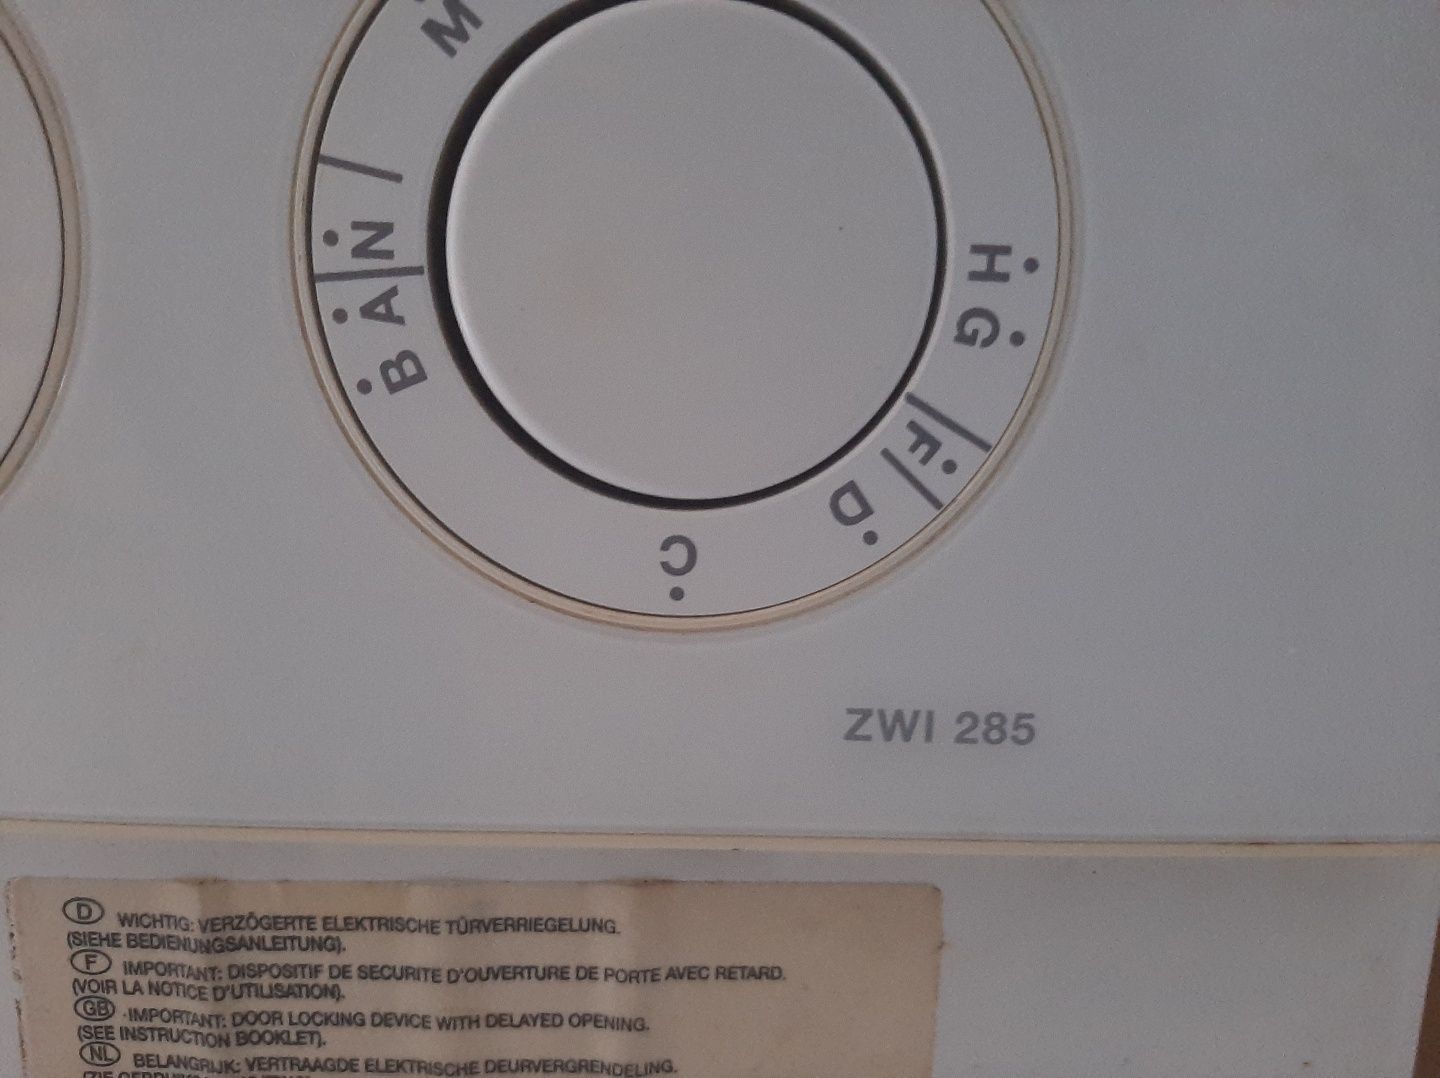 M
N
A
B
C
D
F
G
H
ZWI 285
D WICHTIG: VERZÖGERTE ELEKTRISCHE TÜRVERRIEGELUNG.
(SIEHE BEDIENUNGSANLEITUNG).
F IMPORTANT: DISPOSITIF DE SECURITE D'OUVERTURE DE PORTE AVEC RETARD.
(VOIR LA NOTICE D'UTILISATION).
GB IMPORTANT: DOOR LOCKING DEVICE WITH DELAYED OPENING.
(SEE INSTRUCTION BOOKLET).
NL BELANGRIJK: VERTRAAGDE ELEKTRISCHE DEURVERGRENDELING.